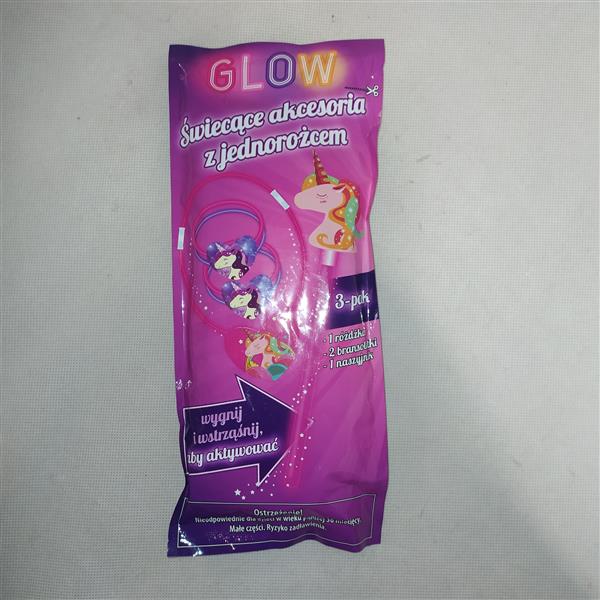 GLOW
Świecące akcesoria
z jednorożcem
3-pak
- 1 różdżka
- 2 bransoletki
- 1 naszyjnik
wygnij
i wstrząśnij,
aby aktywować
Ostrzeżenie!
Nieodpowiednie dla dzieci w wieku poniżej 36 miesięcy.
Małe części. Ryzyko zadławienia.